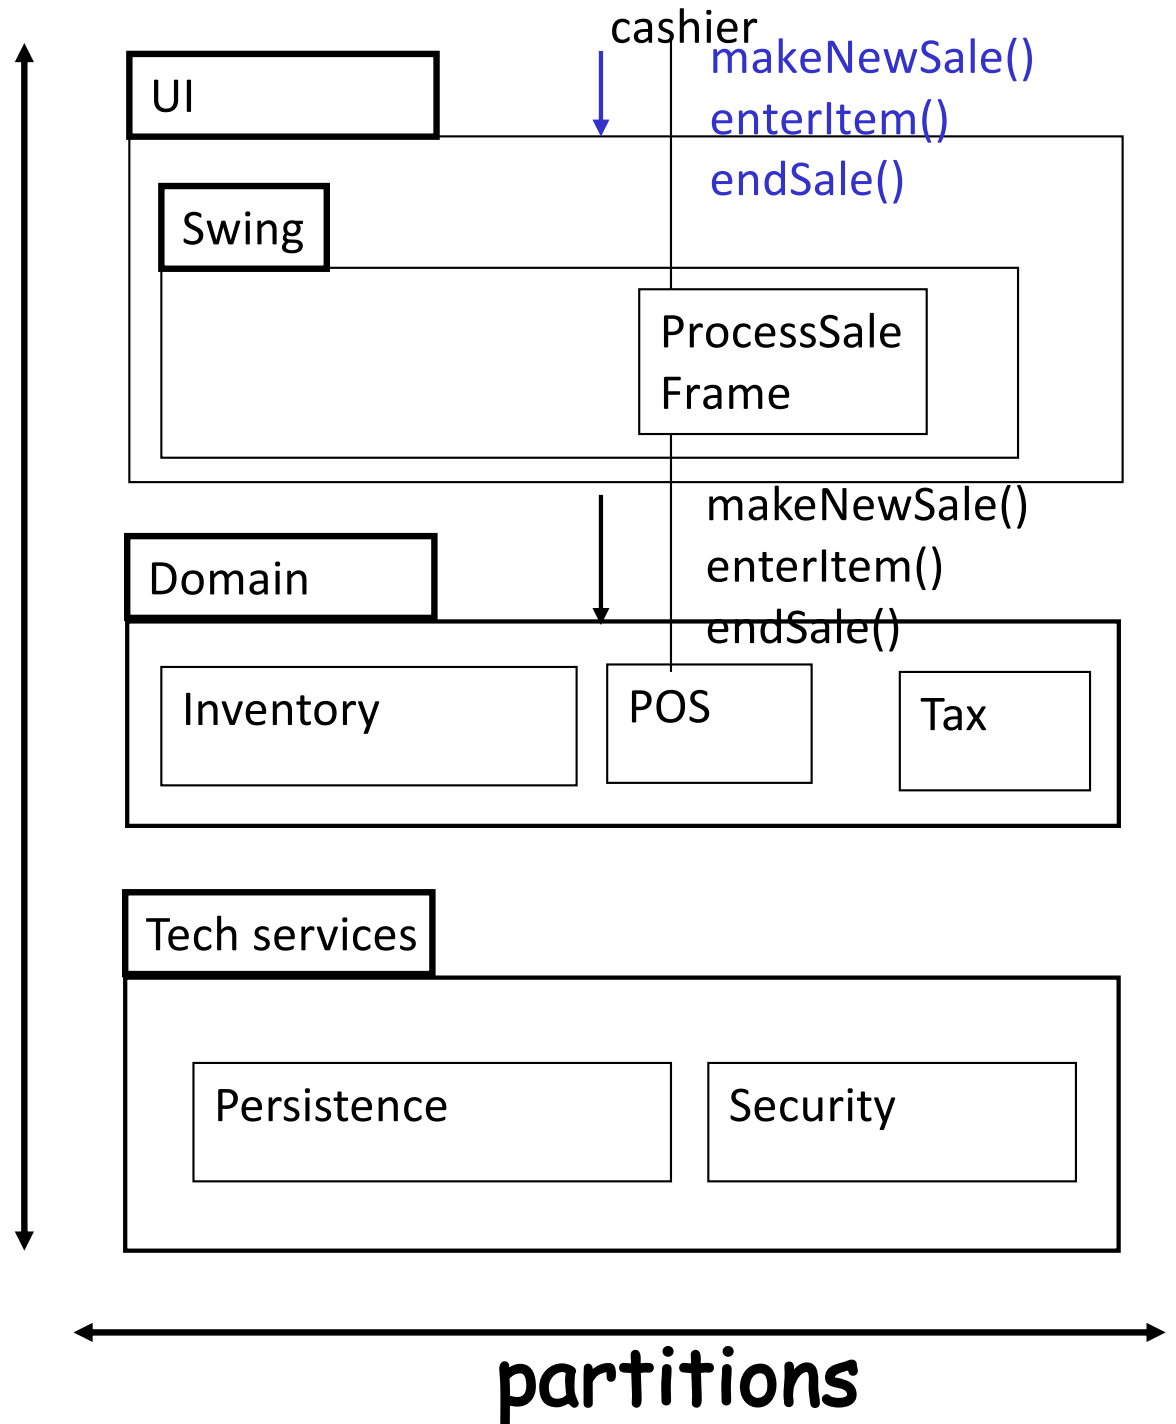 cashier
makeNewSale()
UI
enterItem()
endSale()
Swing
ProcessSale
Frame
makeNewSale()
enterItem()
Domain
endSale()
Inventory
POS
Tax
Tech services
Persistence
Security
partitions